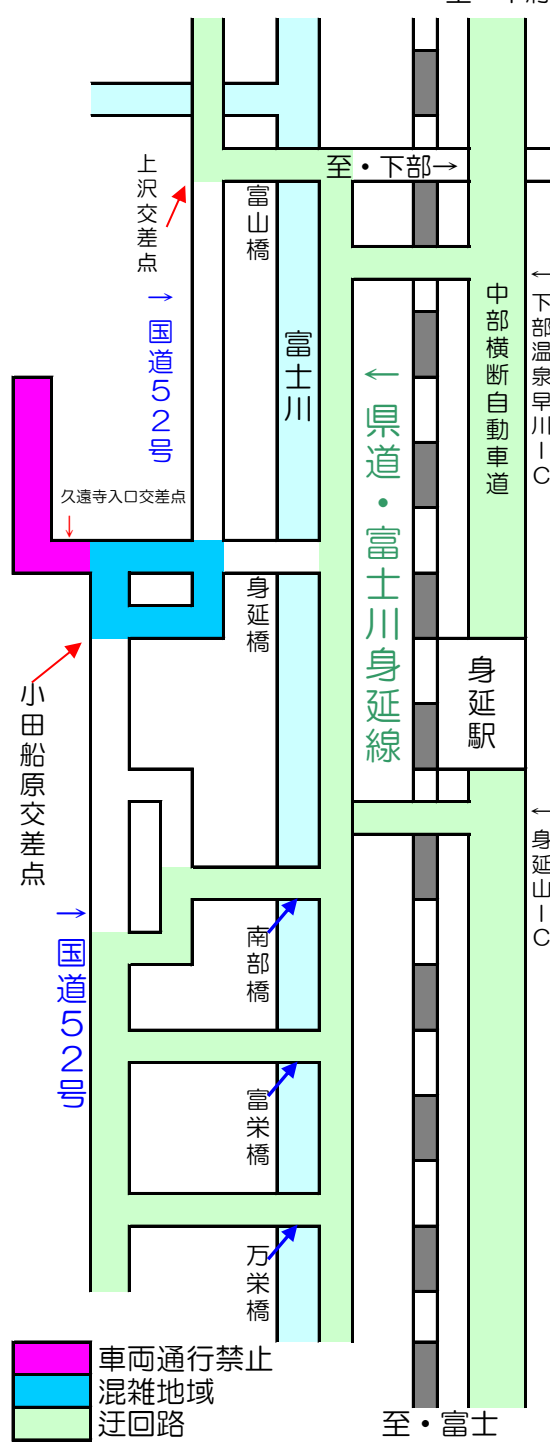 至・下部→
上沢交差点
富山橋
→国道52号
富士川
←県道・富士川身延線
中部横断自動車道
←下部温泉早川IC
久遠寺入口交差点
↓
身延橋
小田船原交差点
身延駅
←身延山IC
→国道52号
南部橋
富栄橋
万栄橋
車両通行禁止
混雑地域
迂回路
至・富士